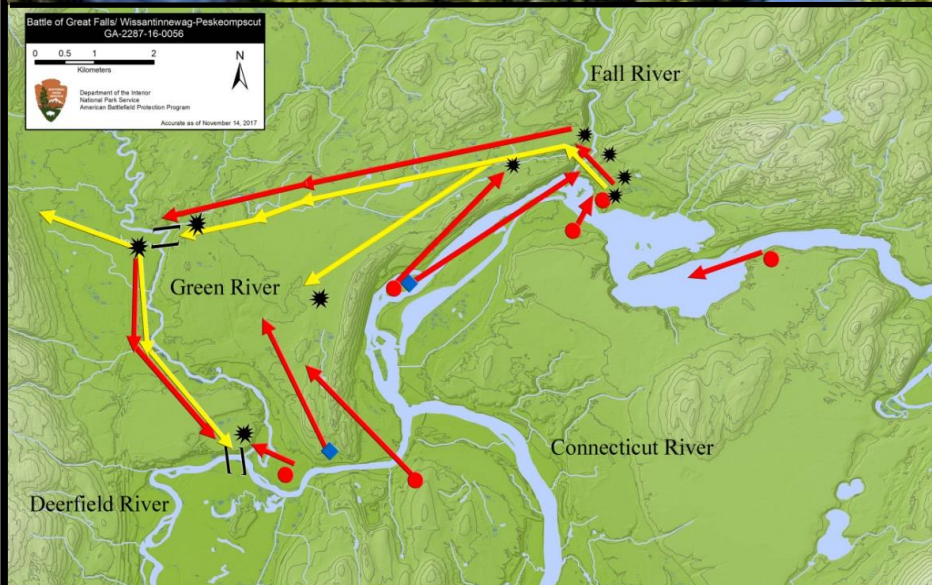 Battle of Great Falls/ Wissantinnewag-Peskeompscut
GA-2287-16-0056
0 0.5 1 2
Kilometers
N
Department of the Interior
National Park Service
American Battlefield Protection Program
Accurate as of November 14, 2017
Fall River
Green River
Connecticut River
Deerfield River